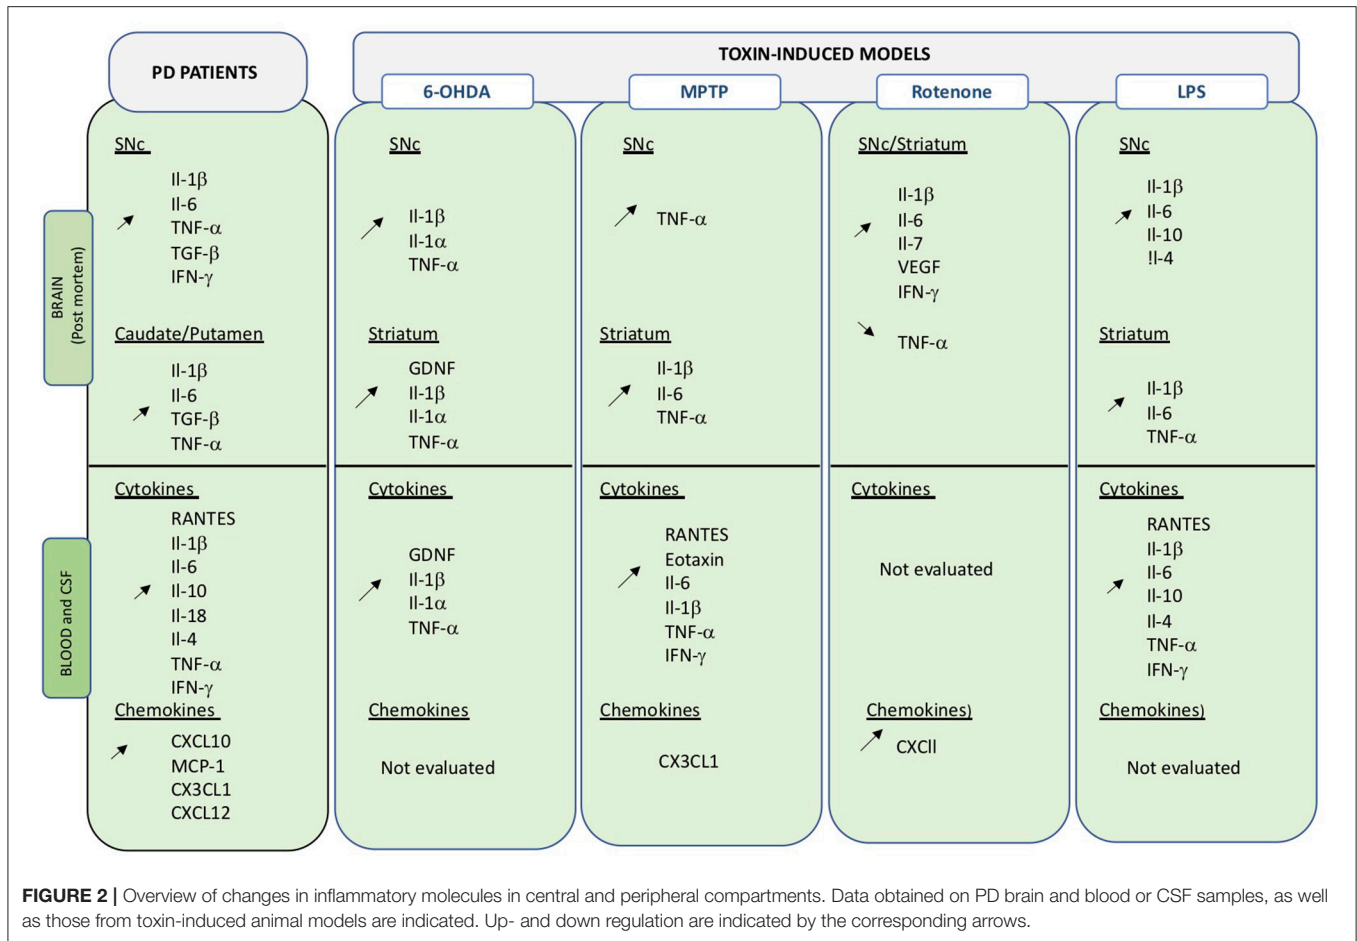 PD PATIENTS
TOXIN-INDUCED MODELS
6-OHDA
MPTP
Rotenone
LPS
BRAIN
(Post mortem)
BLOOD and CSF
SNc
Il-1β
Il-6
TNF-α
TGF-β
IFN-γ
Caudate/Putamen
Il-1β
Il-6
TGF-β
TNF-α
Cytokines
RANTES
Il-1β
Il-6
Il-10
Il-18
Il-4
TNF-α
IFN-γ
Chemokines
CXCL10
MCP-1
CX3CL1
CXCL12
SNc
Il-1β
Il-1α
TNF-α
Striatum
GDNF
Il-1β
Il-1α
TNF-α
Cytokines
GDNF
Il-1β
Il-1α
TNF-α
Chemokines
Not evaluated
SNc
TNF-α
Striatum
Il-1β
Il-6
TNF-α
Cytokines
RANTES
Eotaxin
Il-6
Il-1β
TNF-α
IFN-γ
Chemokines
CX3CL1
SNc/Striatum
Il-1β
Il-6
Il-7
VEGF
IFN-γ
TNF-α
Cytokines
Not evaluated
Chemokines)
CXCll
SNc
Il-1β
Il-6
Il-10
!l-4
Striatum
Il-1β
Il-6
TNF-α
Cytokines
RANTES
Il-1β
Il-6
Il-10
Il-4
TNF-α
IFN-γ
Chemokines)
Not evaluated
FIGURE 2 | Overview of changes in inflammatory molecules in central and peripheral compartments. Data obtained on PD brain and blood or CSF samples, as well
as those from toxin-induced animal models are indicated. Up- and down regulation are indicated by the corresponding arrows.